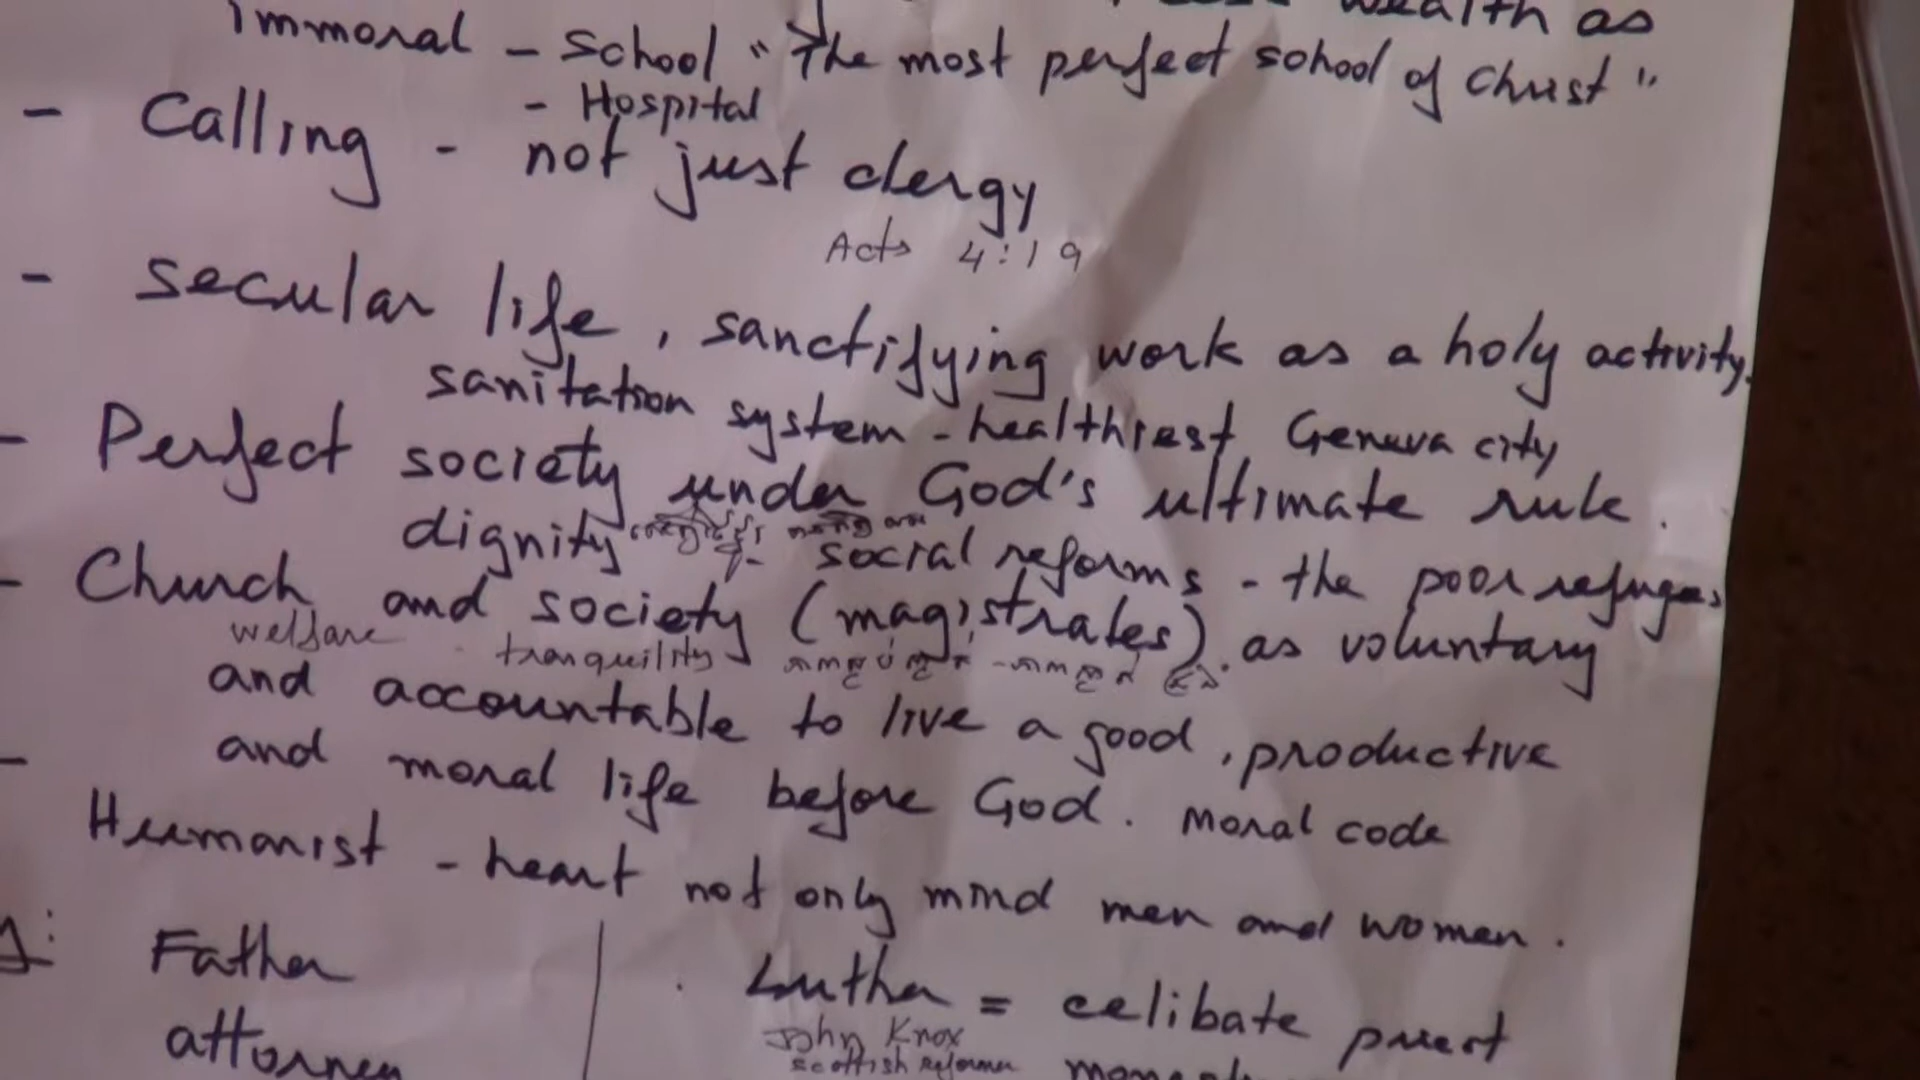 wealth as
Immoral - School "The most perfect school of Christ"
- Hospital
- Calling - not just clergy
Acts 4:19
- Secular life, sanctifying work as a holy activity.
sanitation system - healthiest Geneva city
- Perfect society under God's ultimate rule.
dignity social reforms - the poor refugees
- Church and society (magistrates) as voluntary
welfare tranquility
and accountable to live a good, productive
- and moral life before God. Moral code
Humanist - heart not only mind men and women.
Father Luther = celibate priest
John Knox
attorney Scottish Reformer